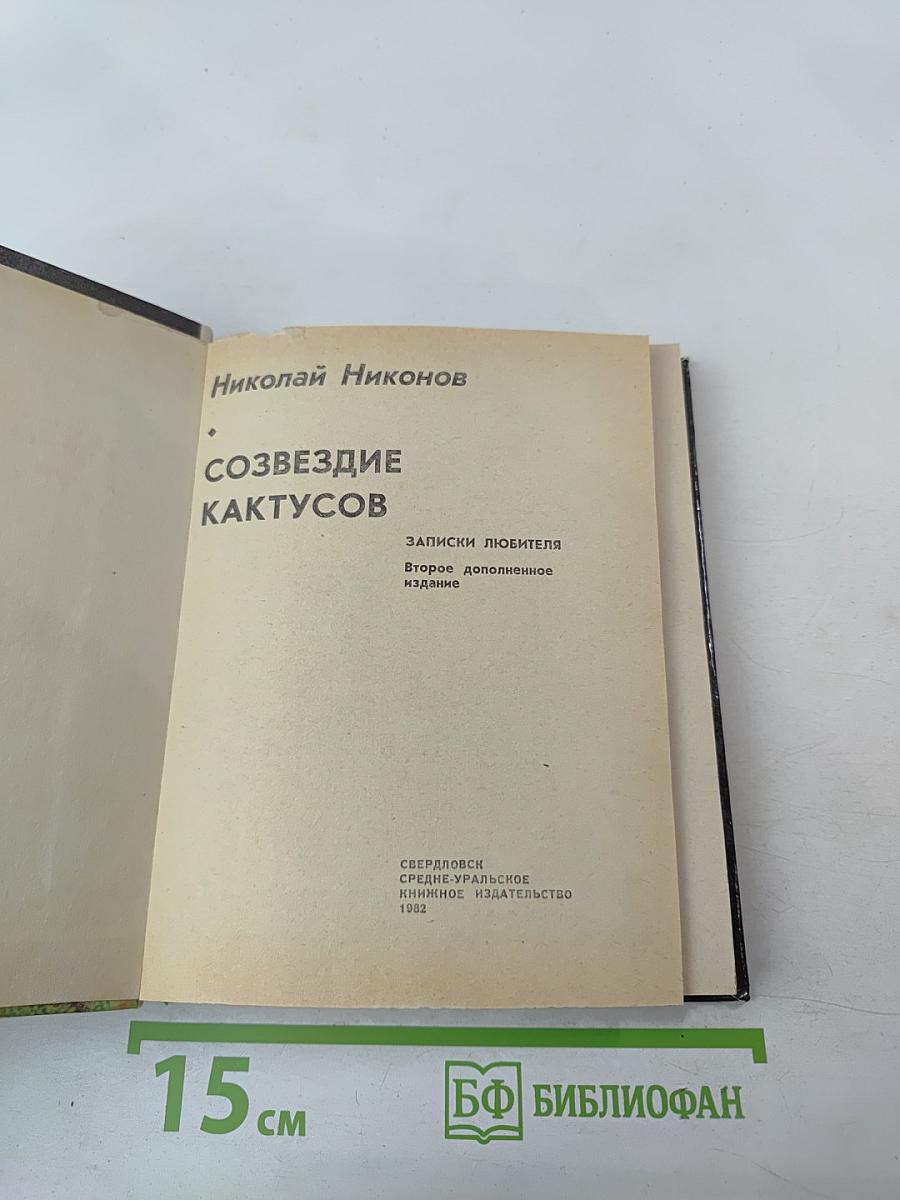 Николай Никонов
СОЗВЕЗДИЕ
КАКТУСОВ
ЗАПИСКИ ЛЮБИТЕЛЯ
Второе дополненное
издание
СВЕРДЛОВСК
СРЕДНЕ-УРАЛЬСКОЕ
КНИЖНОЕ ИЗДАТЕЛЬСТВО
1982
15 см
БФ БИБЛИОФАН